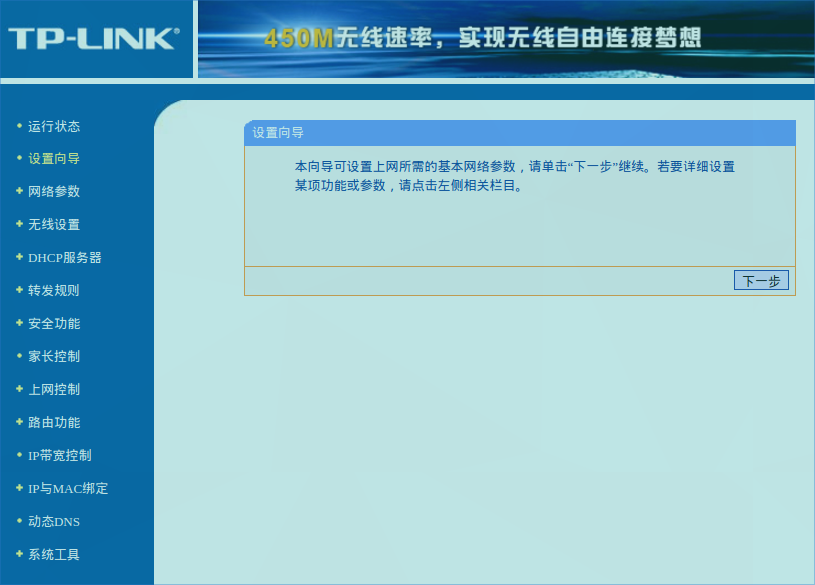 TP-LINK®
450M无线速率，实现无线自由连接梦想
运行状态
设置向导
网络参数
无线设置
DHCP服务器
转发规则
安全功能
家长控制
上网控制
路由功能
IP带宽控制
IP与MAC绑定
动态DNS
系统工具
设置向导
本向导可设置上网所需的基本网络参数，请单击“下一步”继续。若要详细设置
某项功能或参数，请点击左侧相关栏目。
下一步